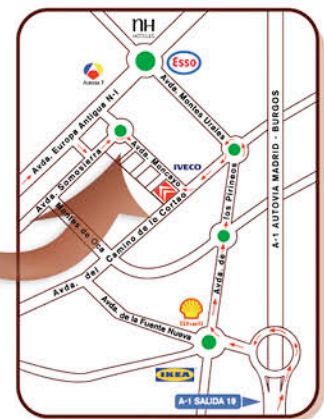 NH
HOTELES
Esso
Avda. Europa Antigua N-I
Avda. Montes Urales
Avda. Somosierra
Avda. Moncayo
IVECO
Montes de Oca
Avda. del Camino de lo Cortao
Avda. de los Pirineos
A-1 AUTOVIA MADRID - BURGOS
Shell
Avda. de la Fuente Nueva
IKEA
A-1 SALIDA 19